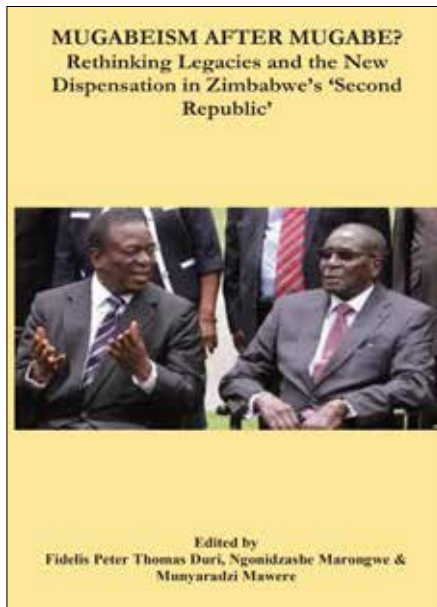 MUGABEISM AFTER MUGABE?
Rethinking Legacies and the New
Dispensation in Zimbabwe's 'Second
Republic'
Edited by
Fidelis Peter Thomas Duri, Ngonidzashe Marongwe &
Munyaradzi Mawere